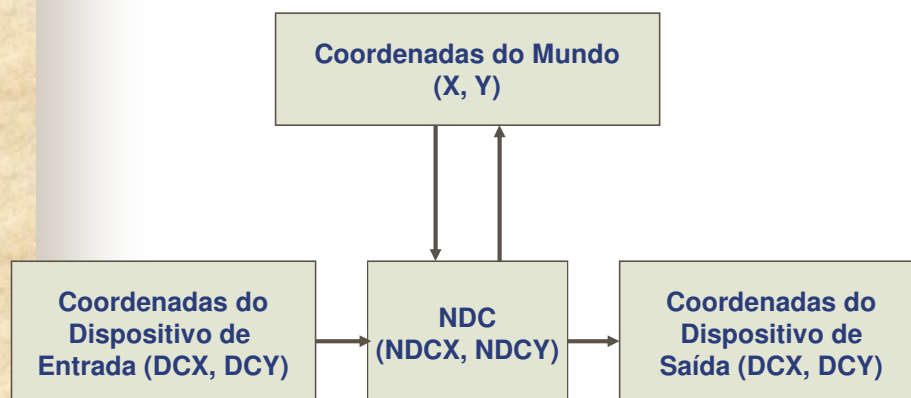 Coordenadas do Mundo
(X, Y)
Coordenadas do
Dispositivo de
Entrada (DCX, DCY)
NDC
(NDCX, NDCY)
Coordenadas do
Dispositivo de
Saída (DCX, DCY)